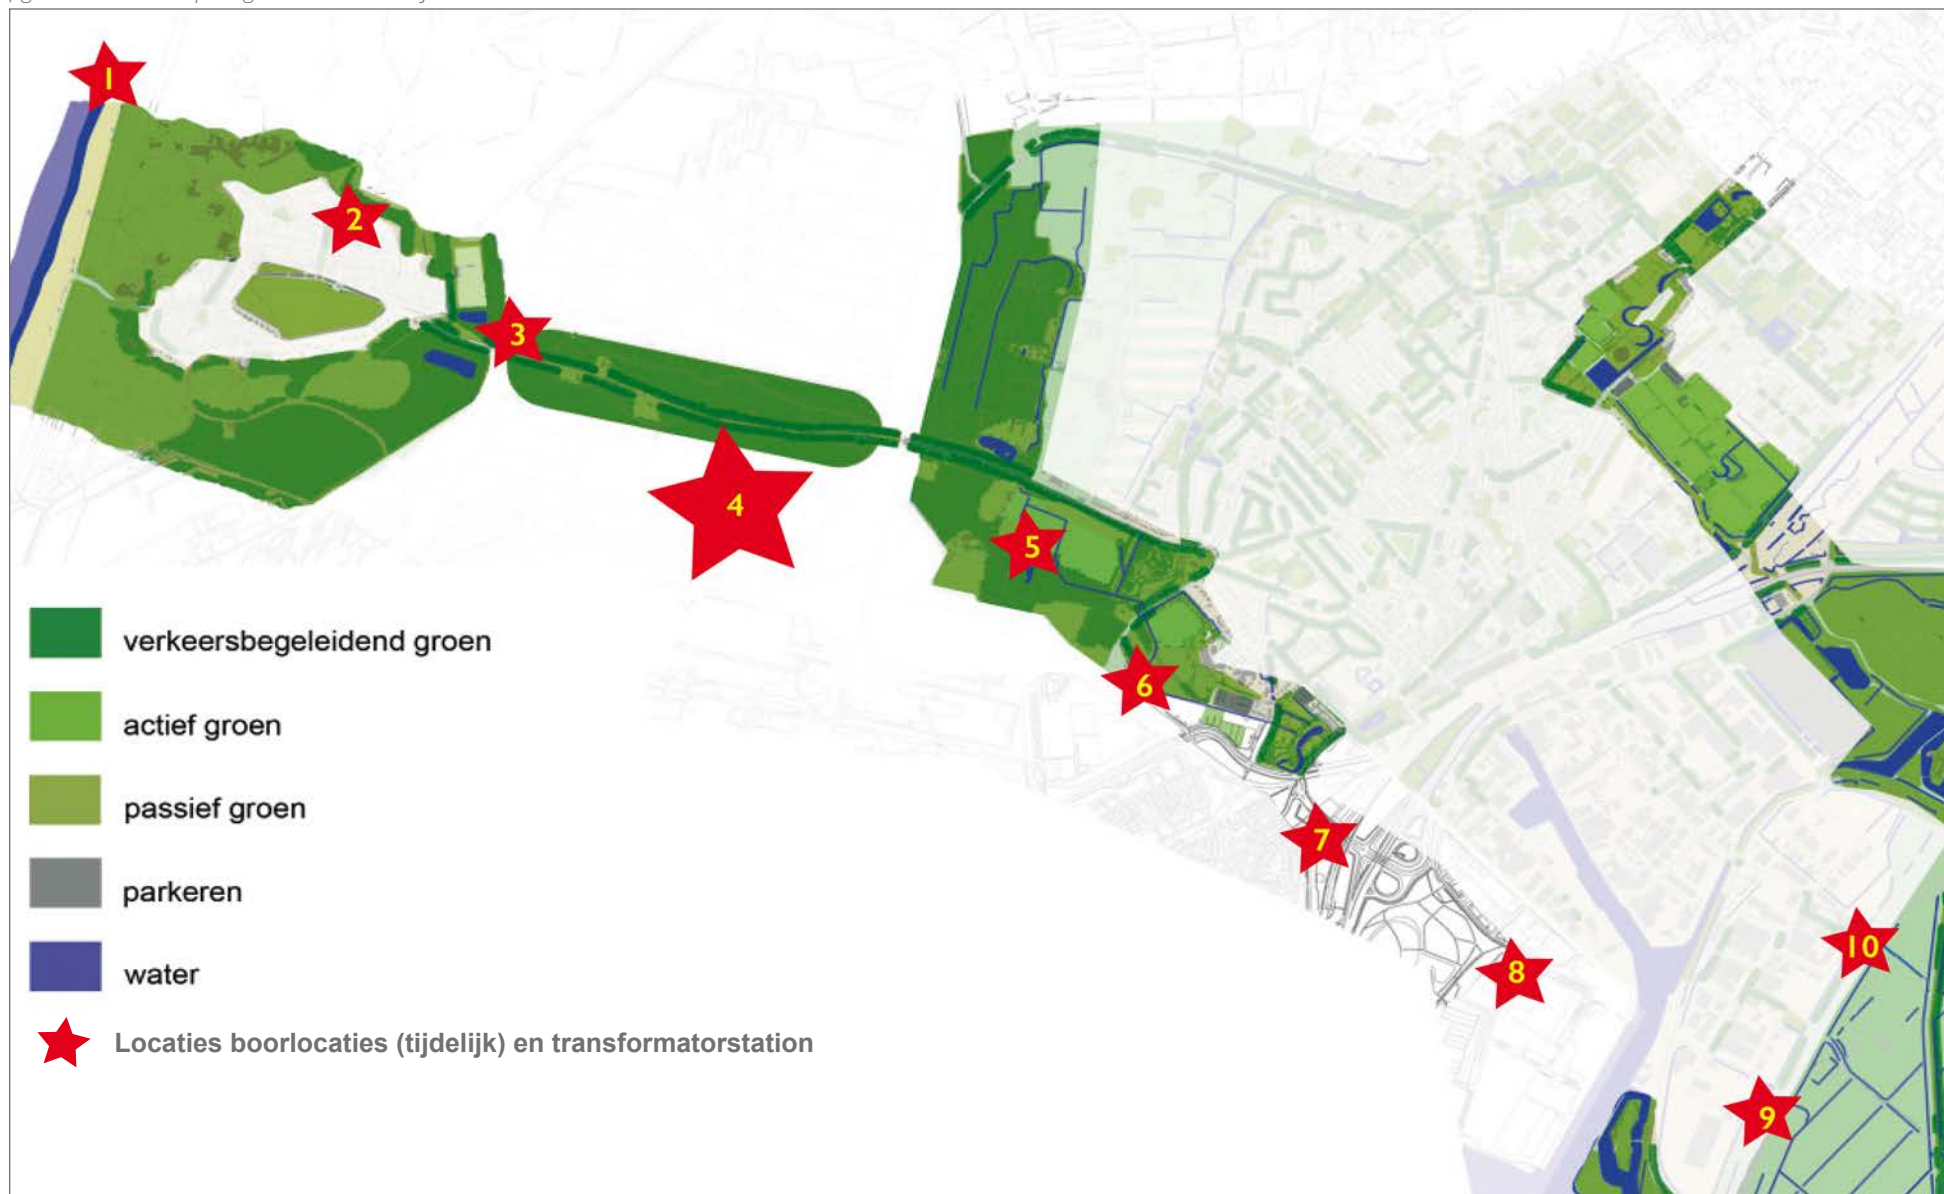 1
2
3
4
5
6
7
8
10
9
verkeersbegeleidend groen
actief groen
passief groen
parkeren
water
Locaties boorlocaties (tijdelijk) en transformatorstation